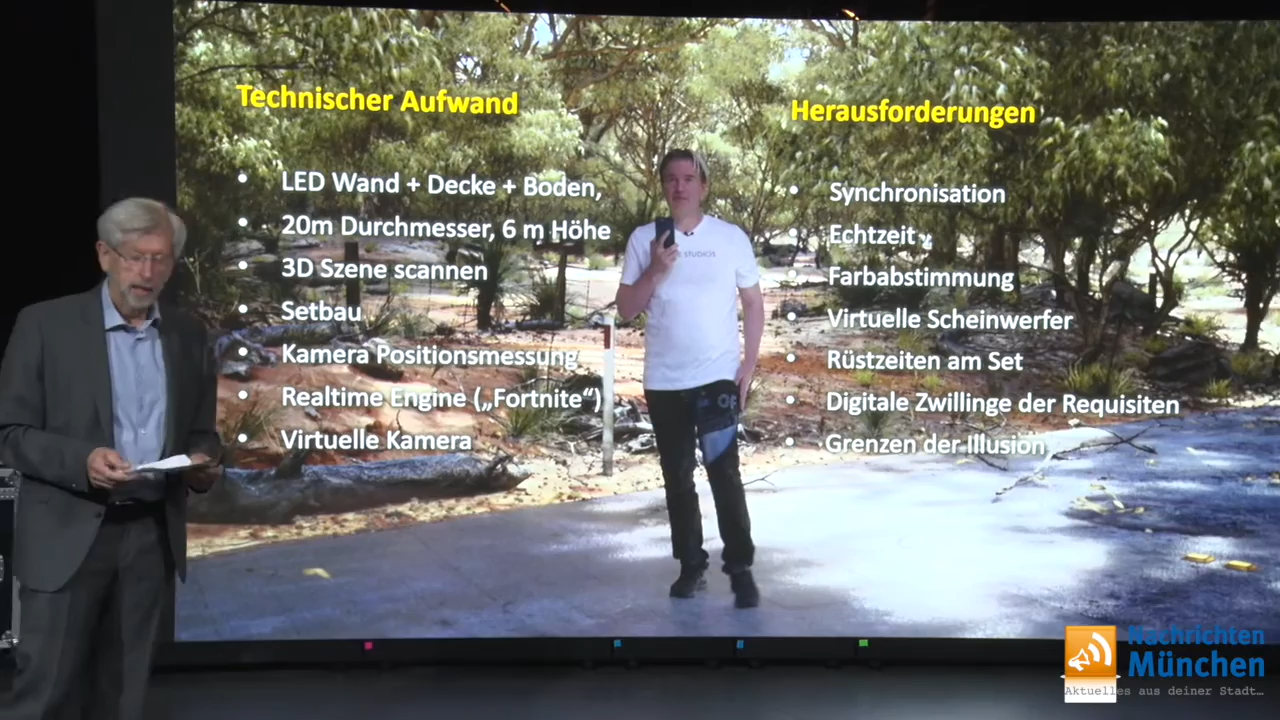 Technischer Aufwand
• LED Wand + Decke + Boden,
• 20m Durchmesser, 6 m Höhe
• 3D Szene scannen
• Setbau
• Kamera Positionsmessung
• Realtime Engine („Fortnite“)
• Virtuelle Kamera
STUDIOS
Herausforderungen
• Synchronisation
• Echtzeit
• Farbabstimmung
• Virtuelle Scheinwerfer
• Rüstzeiten am Set
• Digitale Zwillinge der Requisiten
• Grenzen der Illusion
Nachrichten
München
Aktuelles aus deiner Stadt…